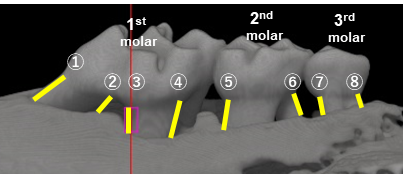 1st
molar
2nd
molar
3rd
molar
① ② ③ ④ ⑤ ⑥ ⑦ ⑧